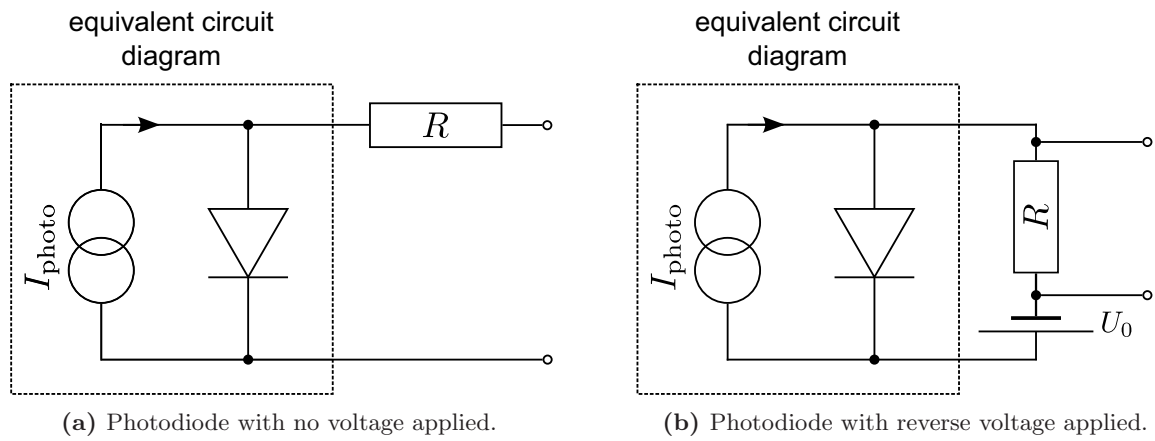 equivalent circuit
diagram
I_photo
R
(a) Photodiode with no voltage applied.
equivalent circuit
diagram
I_photo
R
U_0
(b) Photodiode with reverse voltage applied.